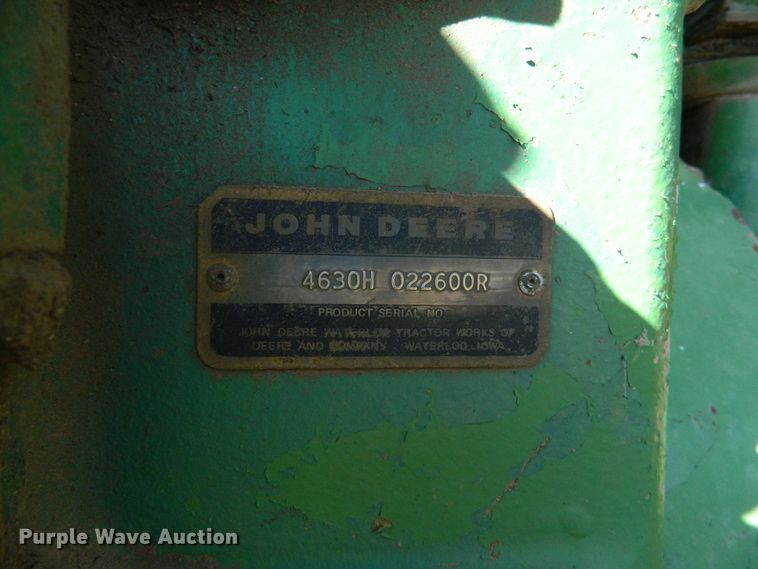 JOHN DEERE
4630H 022600R
PRODUCT SERIAL NO.
JOHN DEERE WATERLOO TRACTOR WORKS OF
DEERE AND COMPANY WATERLOO, IOWA
Purple Wave Auction